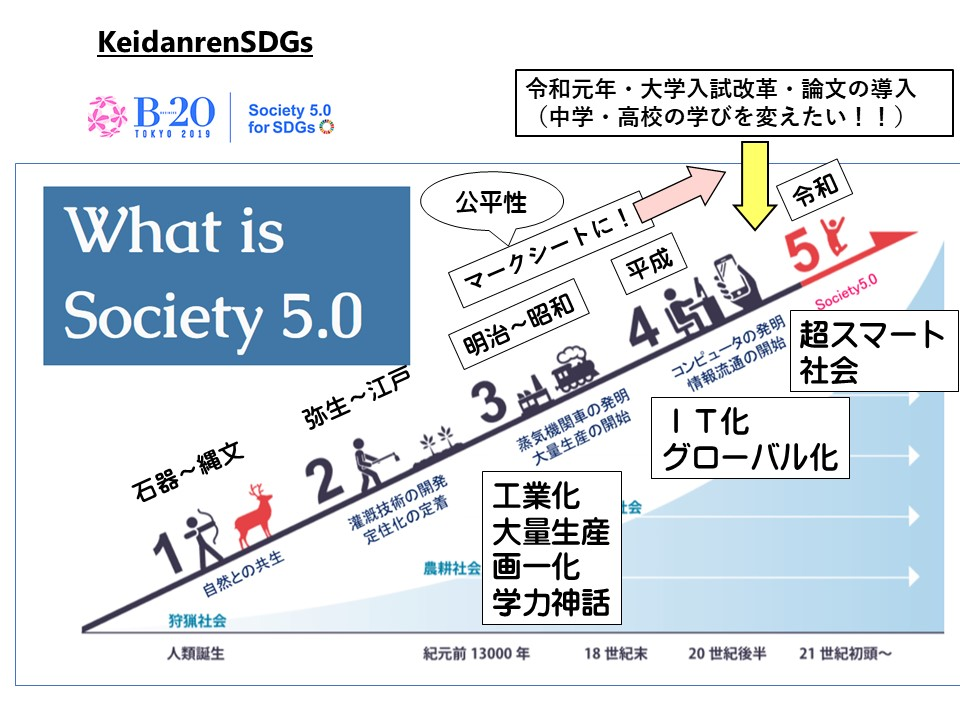 KeidanrenSDGs
B20
TOKYO 2019
Society 5.0
for SDGs
令和元年・大学入試改革・論文の導入
（中学・高校の学びを変えたい！！）
What is
Society 5.0
公平性
マークシートに！
令和
平成
明治～昭和
弥生～江戸
石器～縄文
5
Society5.0
4
コンピュータの発明
情報流通の開始
超スマート
社会
3
蒸気機関車の発明
大量生産の開始
ＩＴ化
グローバル化
2
灌漑技術の開発
定住化の定着
工業化
大量生産
画一化
学力神話
1
自然との共生
社会
農耕社会
狩猟社会
人類誕生
紀元前 13000 年
18 世紀末
20 世紀後半
21 世紀初頭～